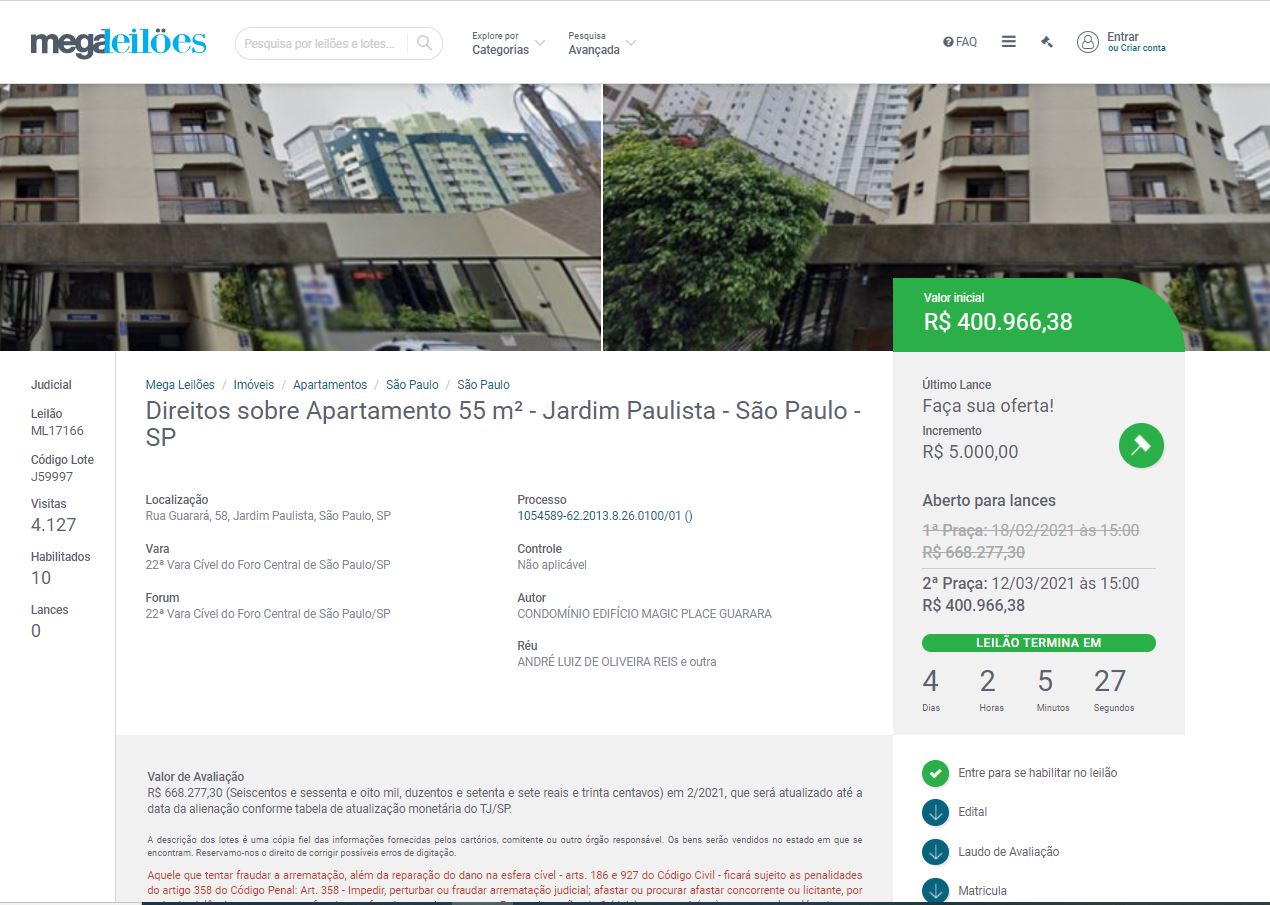 megaleilões
Pesquisa por leilões e lotes...
Explore por
Categorias
Pesquisa
Avançada
FAQ
Entrar
ou Criar conta
Valor inicial
R$ 400.966,38
Judicial
Leilão
ML17166
Código Lote
J59997
Visitas
4.127
Habilitados
10
Lances
0
Mega Leilões / Imóveis / Apartamentos / São Paulo / São Paulo
Direitos sobre Apartamento 55 m² - Jardim Paulista - São Paulo -
SP
Localização
Rua Guarará, 58, Jardim Paulista, São Paulo, SP
Vara
22ª Vara Cível do Foro Central de São Paulo/SP
Forum
22ª Vara Cível do Foro Central de São Paulo/SP
Processo
1054589-62.2013.8.26.0100/01 ()
Controle
Não aplicável
Autor
CONDOMÍNIO EDIFÍCIO MAGIC PLACE GUARARA
Réu
ANDRÉ LUIZ DE OLIVEIRA REIS e outra
Último Lance
Faça sua oferta!
Incremento
R$ 5.000,00
Aberto para lances
1ª Praça: 18/02/2021 às 15:00
R$ 668.277,30
2ª Praça: 12/03/2021 às 15:00
R$ 400.966,38
LEILÃO TERMINA EM
4 2 5 27
Dias Horas Minutos Segundos
Valor de Avaliação
R$ 668.277,30 (Seiscentos e sessenta e oito mil, duzentos e setenta e sete reais e trinta centavos) em 2/2021, que será atualizado até a
data da alienação conforme tabela de atualização monetária do TJ/SP.
A descrição dos lotes é uma cópia fiel das informações fornecidas pelos cartórios, comitente ou outro órgão responsável. Os bens serão vendidos no estado em que se
encontram. Reservamo-nos o direito de corrigir possíveis erros de digitação.
Aquele que tentar fraudar a arrematação, além da reparação do dano na esfera cível - arts. 186 e 927 do Código Civil - ficará sujeito as penalidades
do artigo 358 do Código Penal: Art. 358 - Impedir, perturbar ou fraudar arrematação judicial; afastar ou procurar afastar concorrente ou licitante, por
Entre para se habilitar no leilão
Edital
Laudo de Avaliação
Matricula